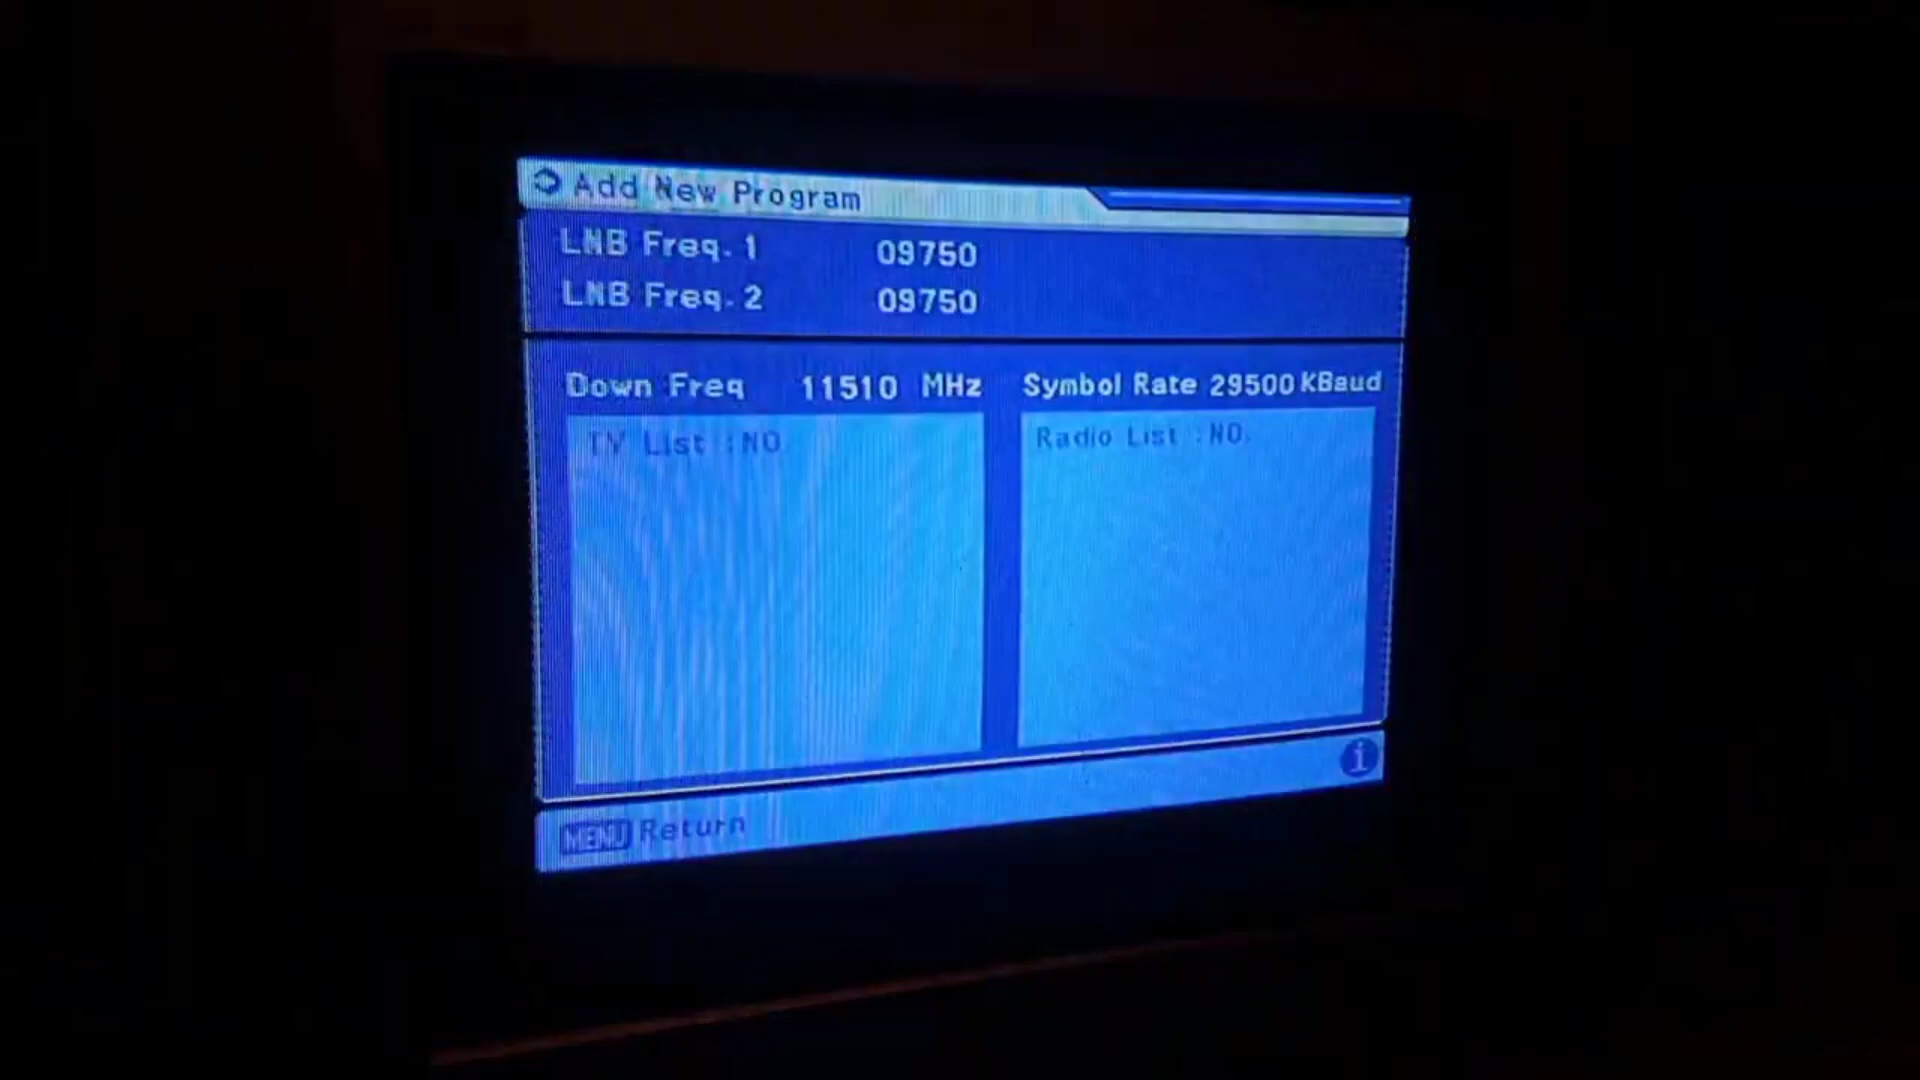 Add New Program
LNB Freq. 1 09750
LNB Freq. 2 09750
Down Freq 11510 MHz Symbol Rate 29500 KBaud
TV List :NO. Radio List :NO.
i
MENU Return